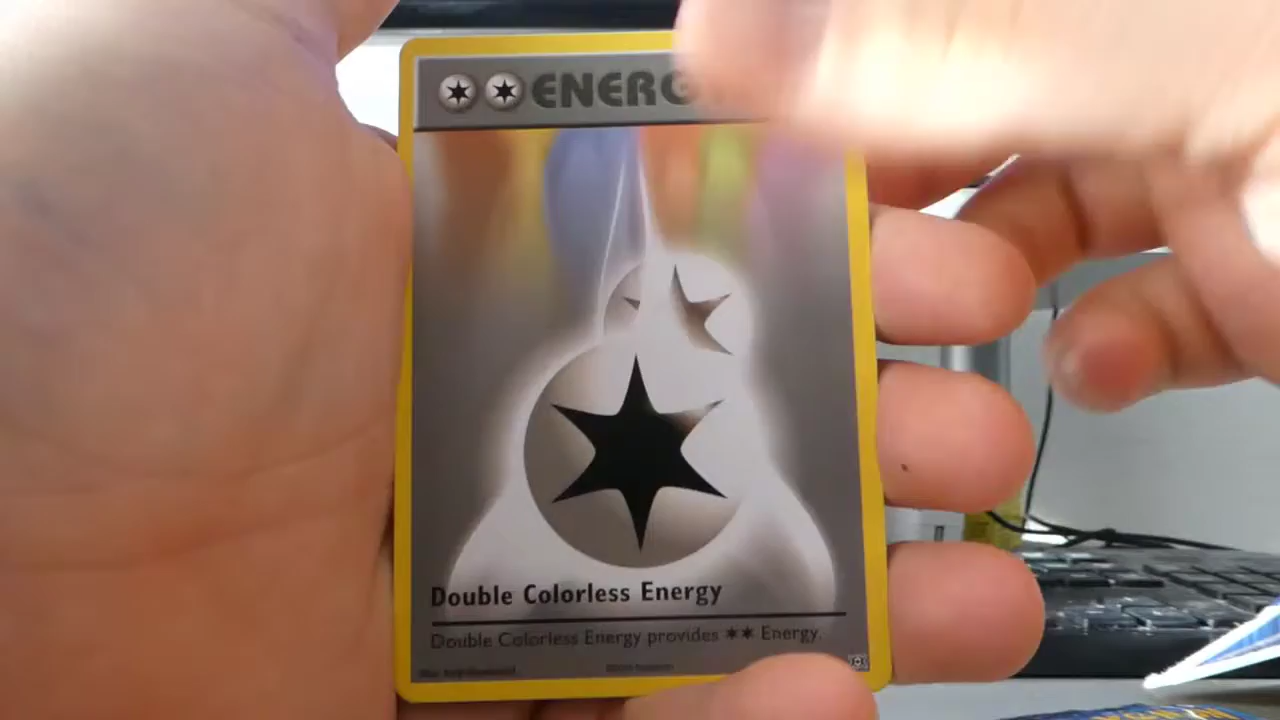 ENERG
Double Colorless Energy
Double Colorless Energy provides ✶✶ Energy.